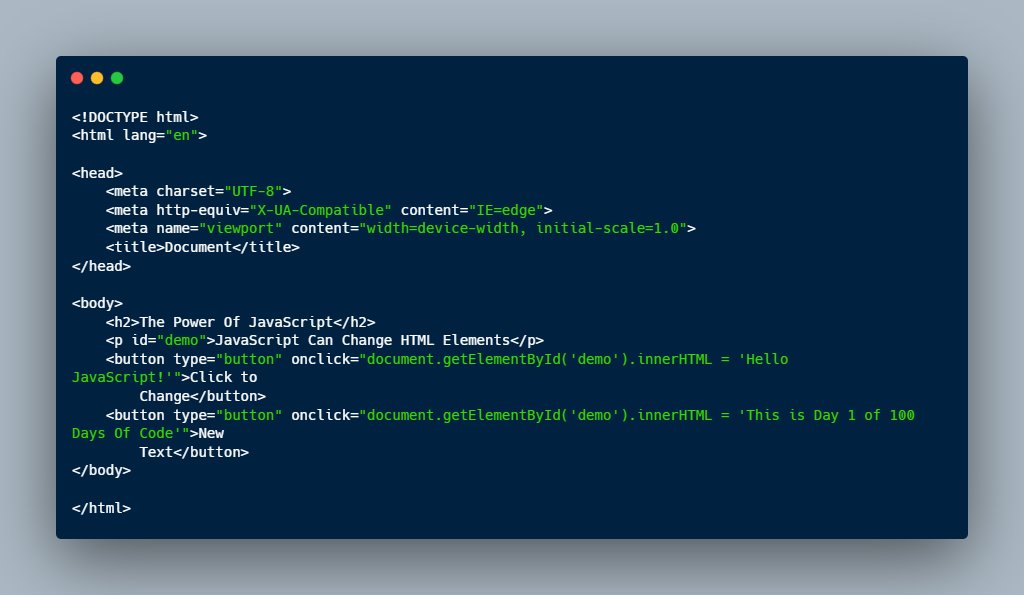 <!DOCTYPE html>
<html lang="en">

<head>
    <meta charset="UTF-8">
    <meta http-equiv="X-UA-Compatible" content="IE=edge">
    <meta name="viewport" content="width=device-width, initial-scale=1.0">
    <title>Document</title>
</head>

<body>
    <h2>The Power Of JavaScript</h2>
    <p id="demo">JavaScript Can Change HTML Elements</p>
    <button type="button" onclick="document.getElementById('demo').innerHTML = 'Hello
JavaScript!'">Click to
        Change</button>
    <button type="button" onclick="document.getElementById('demo').innerHTML = 'This is Day 1 of 100
Days Of Code'">New
        Text</button>
</body>

</html>